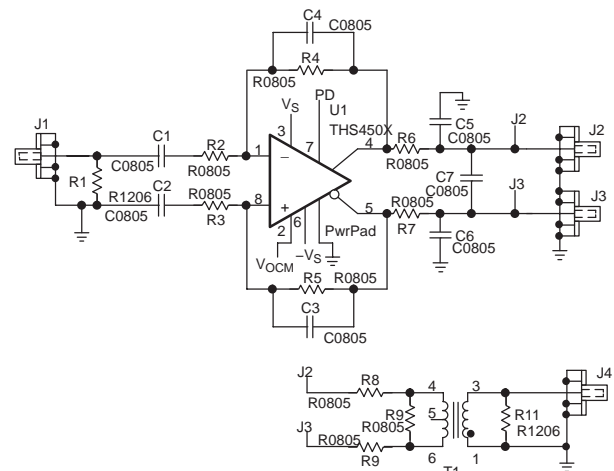 C4
C0805
R4
R0805
PD
VS
U1
THS450X
J1
3
7
C5
J2
J2
C1
R2
4
R6
C0805
C0805
R0805
1
−
R0805
C7
C0805
R1
R1206
C2
R0805
8
+
5
R0805
J3
J3
C0805
R3
2
6
PwrPad
R7
C6
C0805
VOCM
−VS
R5
R0805
C3
C0805
J2
R8
4
3
J4
R0805
R9
5
R11
R0805
R1206
J3
R0805
R9
6
1
T1